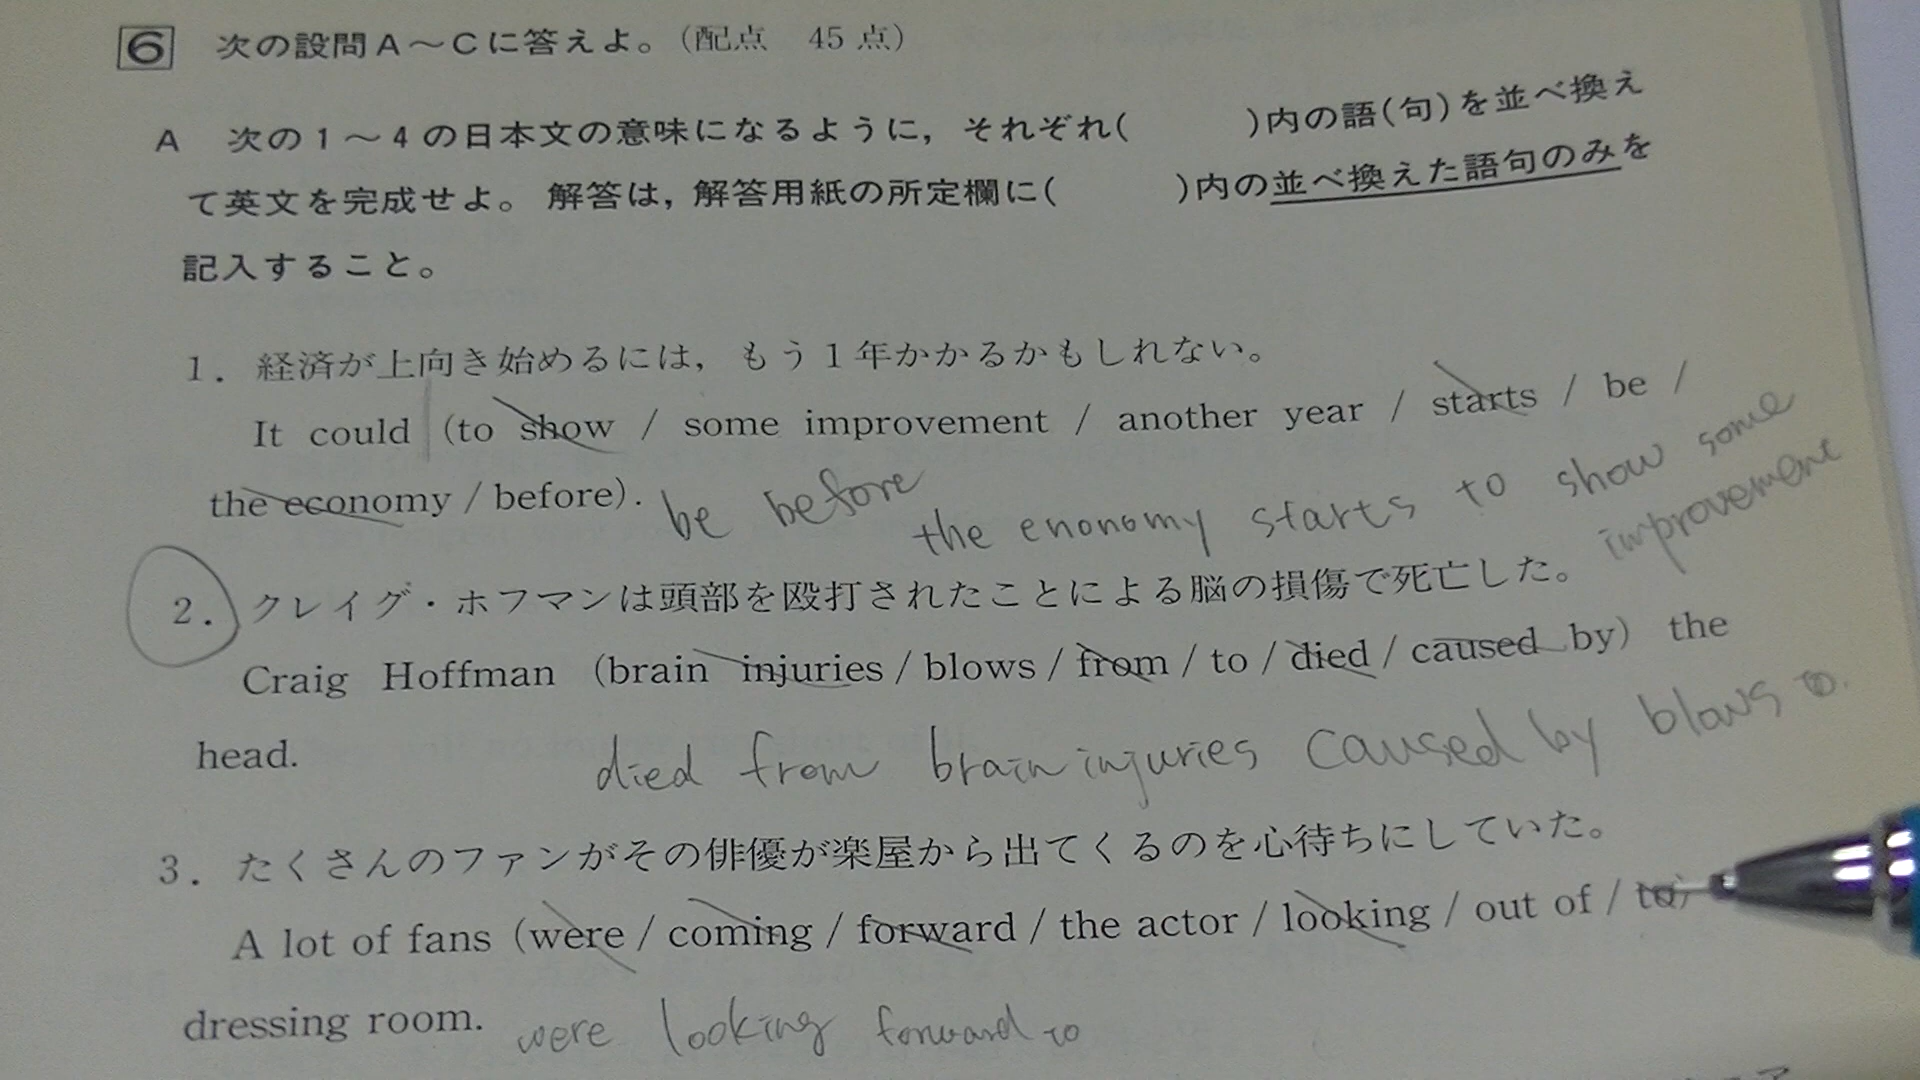 6 次の設問A～Cに答えよ。(配点 45点)
A 次の1～4の日本文の意味になるように, それぞれ( )内の語(句)を並べ換え
て英文を完成せよ。 解答は, 解答用紙の所定欄に( )内の並べ換えた語句のみを
記入すること。
1. 経済が上向き始めるには, もう1年かかるかもしれない。
It could (to show / some improvement / another year / starts / be /
the economy / before).
be before the enonomy starts to show some
improvement
2. クレイグ・ホフマンは頭部を殴打されたことによる脳の損傷で死亡した。
Craig Hoffman (brain injuries / blows / from / to / died / caused by) the
head.
died from brain injuries caused by blows to
3. たくさんのファンがその俳優が楽屋から出てくるのを心待ちにしていた。
A lot of fans (were / coming / forward / the actor / looking / out of / to)
dressing room.
were looking forward to